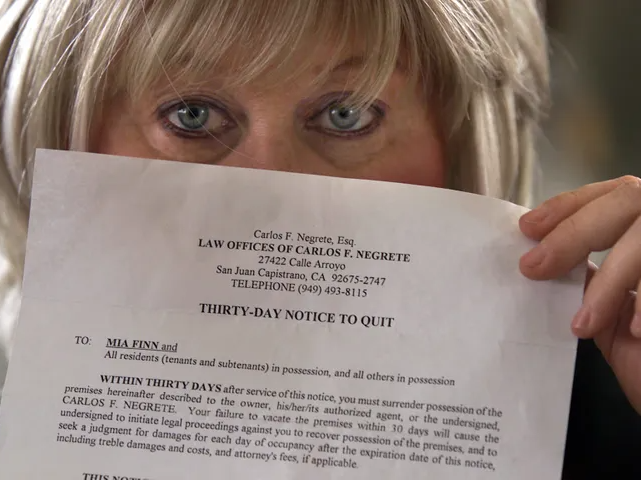 Carlos F. Negrete, Esq.
LAW OFFICES OF CARLOS F. NEGRETE
27422 Calle Arroyo
San Juan Capistrano, CA 92675-2747
TELEPHONE (949) 493-8115
THIRTY-DAY NOTICE TO QUIT
TO: MIA FINN and
All residents (tenants and subtenants) in possession, and all others in possession
WITHIN THIRTY DAYS after service of this notice, you must surrender possession of the
premises hereinafter described to the owner, his/her/its authorized agent, or the undersigned,
CARLOS F. NEGRETE. Your failure to vacate the premises within 30 days will cause the
undersigned to initiate legal proceedings against you to recover possession of the premises, and to
seek a judgment for damages for each day of occupancy after the expiration date of this notice,
including treble damages and costs, and attorney's fees, if applicable.
THIS NOTICE